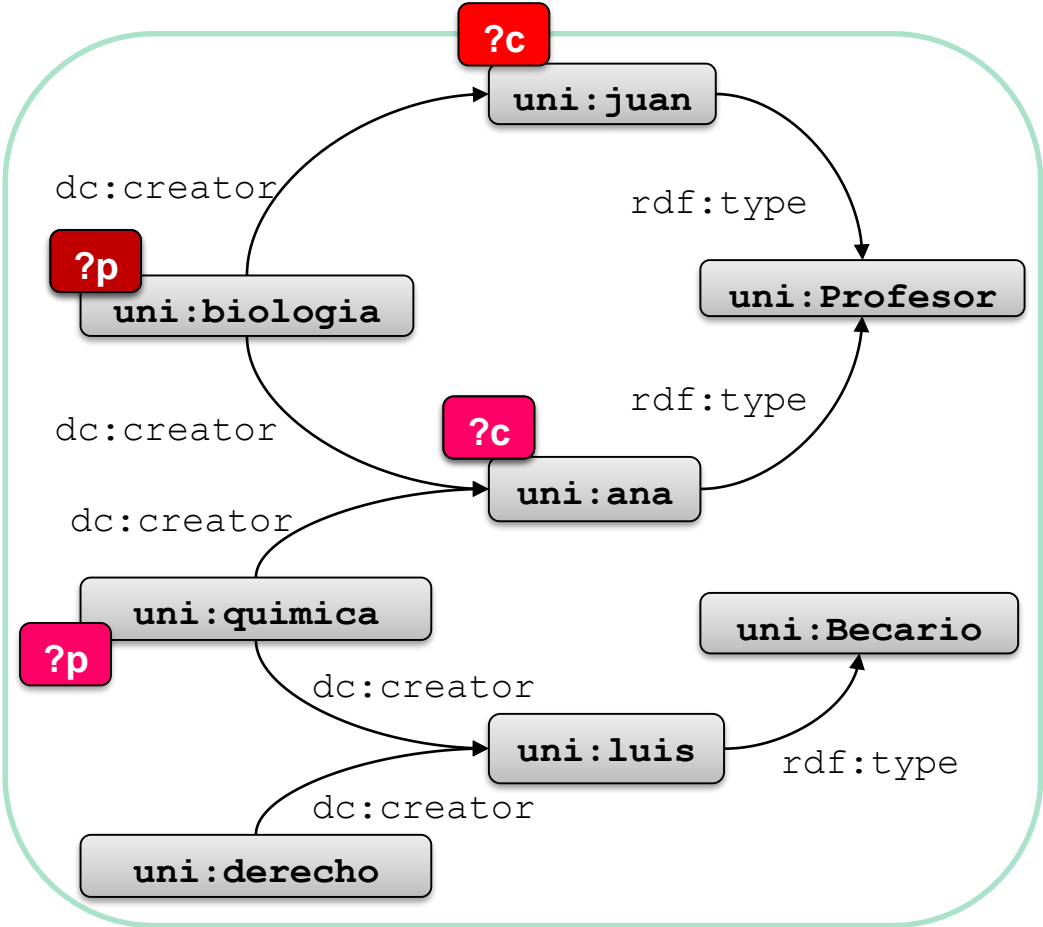 ?c
uni:juan
dc:creator
rdf:type
?p
uni:biologia
uni:Profesor
dc:creator
rdf:type
?c
uni:ana
dc:creator
uni:quimica
uni:Becario
?p
dc:creator
uni:luis
rdf:type
dc:creator
uni:derecho